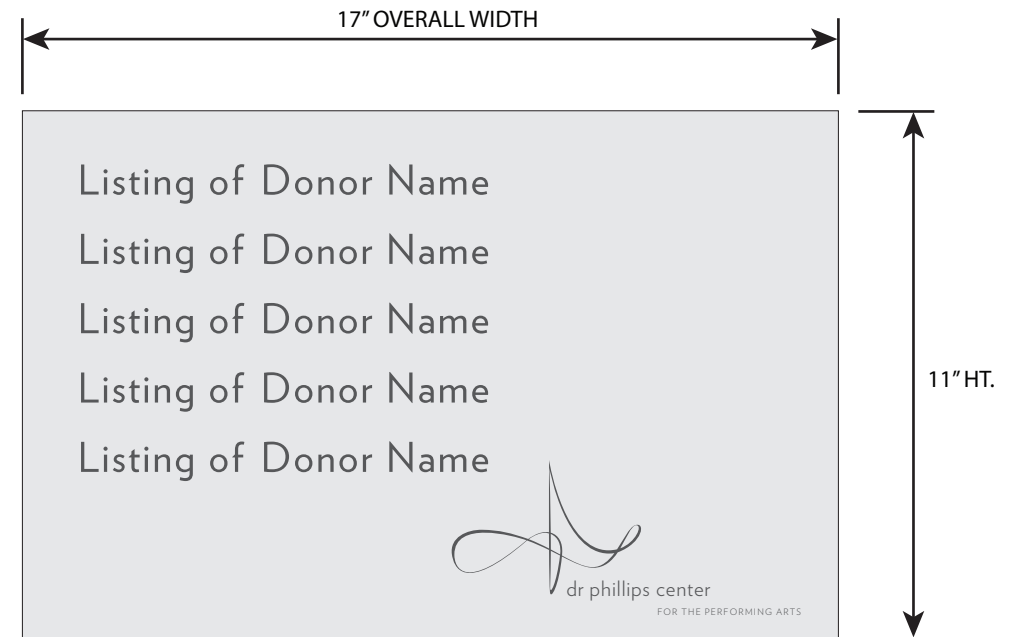 17" OVERALL WIDTH
Listing of Donor Name
Listing of Donor Name
Listing of Donor Name
Listing of Donor Name
Listing of Donor Name
11" HT.
dr phillips center
FOR THE PERFORMING ARTS